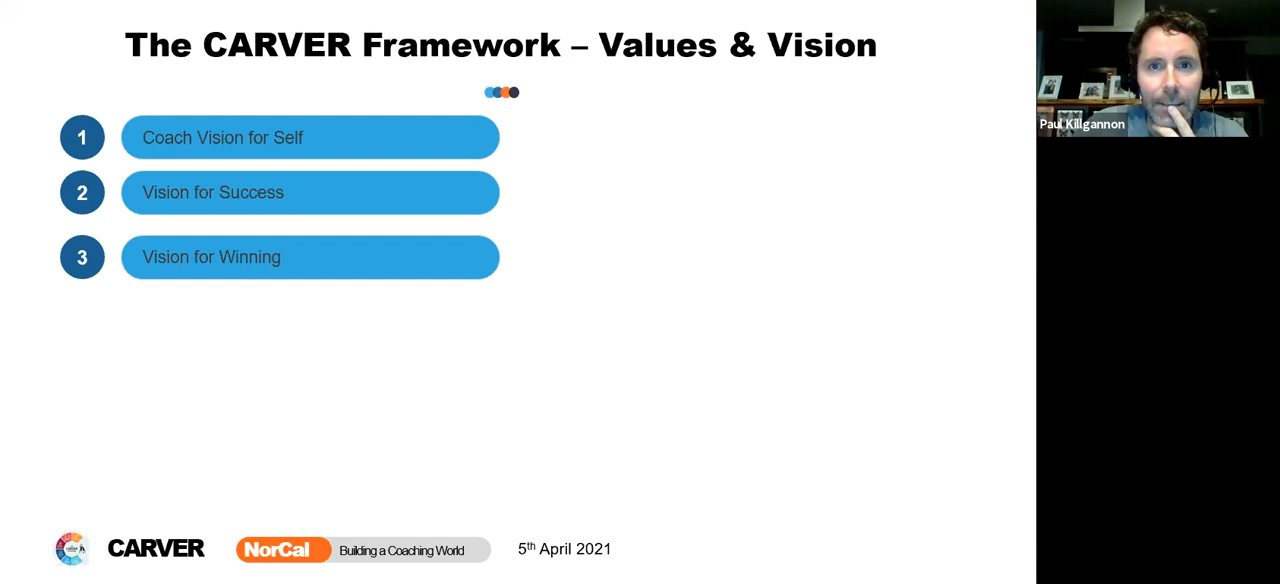 The CARVER Framework – Values & Vision
Paul Killgannon
1 Coach Vision for Self
2 Vision for Success
3 Vision for Winning
CARVER NorCal Building a Coaching World 5th April 2021